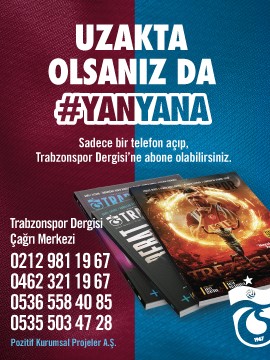 UZAKTA
OLSANIZ DA
#YANYANA
Sadece bir telefon açıp,
Trabzonspor Dergisi'ne abone olabilirsiniz.
Trabzonspor Dergisi
Çağrı Merkezi
0212 981 19 67
0462 321 19 67
0536 558 40 85
0535 503 47 28
Pozitif Kurumsal Projeler A.Ş.
1967